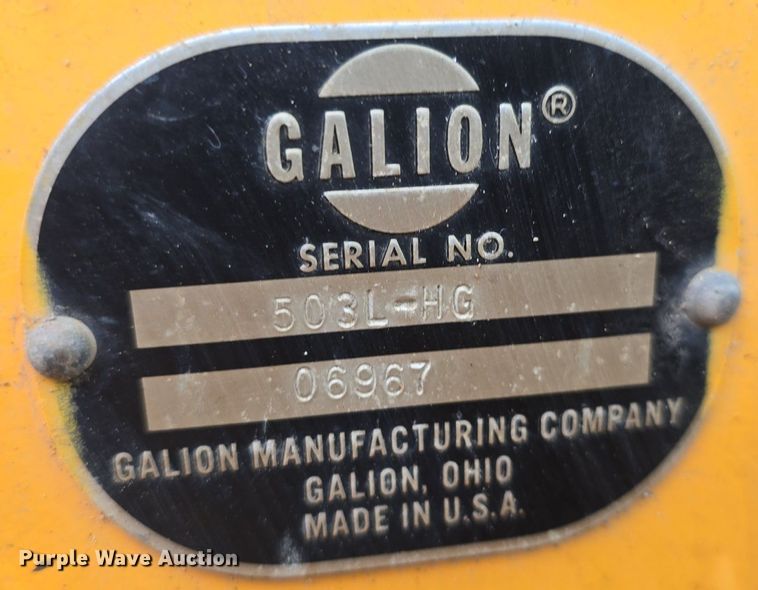 GALION®
SERIAL NO.
503L-HG
06967
GALION MANUFACTURING COMPANY
GALION, OHIO
MADE IN U.S.A.
Purple Wave Auction